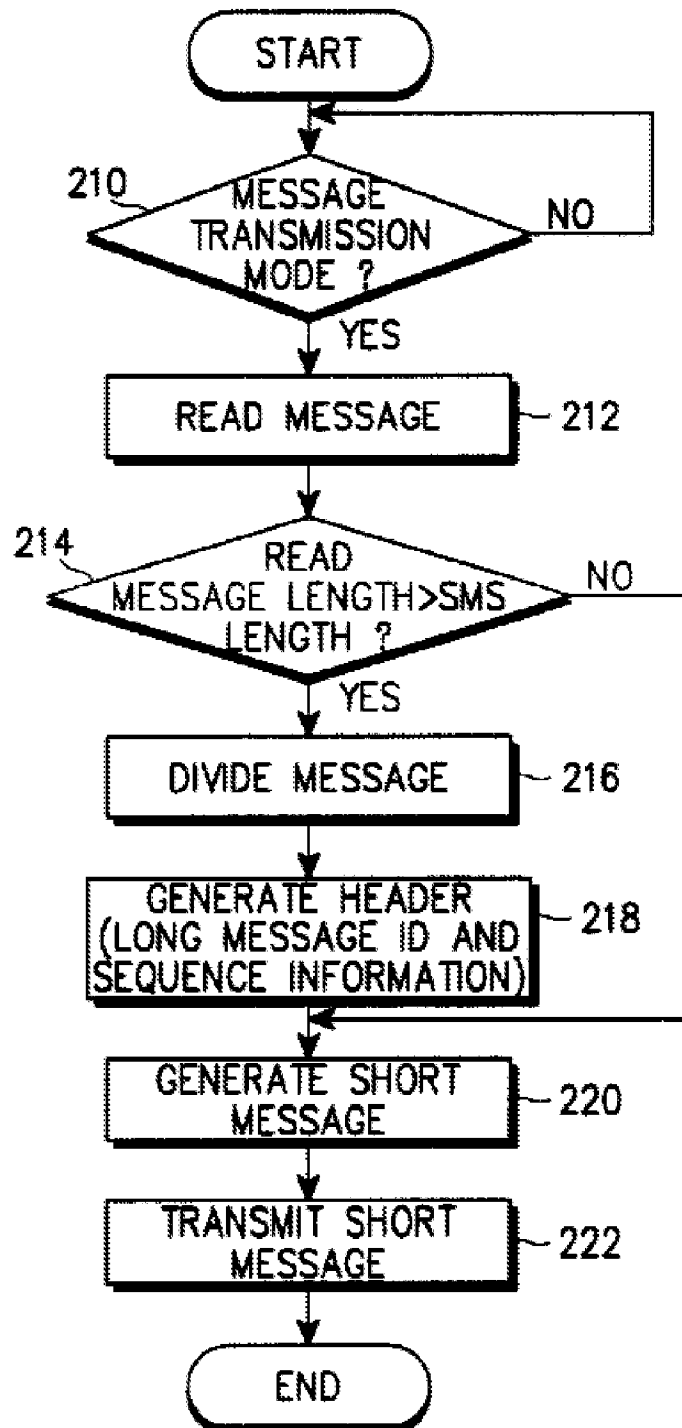 START
210
MESSAGE
TRANSMISSION
MODE ?
NO
YES
READ MESSAGE
212
214
READ
MESSAGE LENGTH>SMS
LENGTH ?
NO
YES
DIVIDE MESSAGE
216
GENERATE HEADER
(LONG MESSAGE ID AND
SEQUENCE INFORMATION)
218
GENERATE SHORT
MESSAGE
220
TRANSMIT SHORT
MESSAGE
222
END